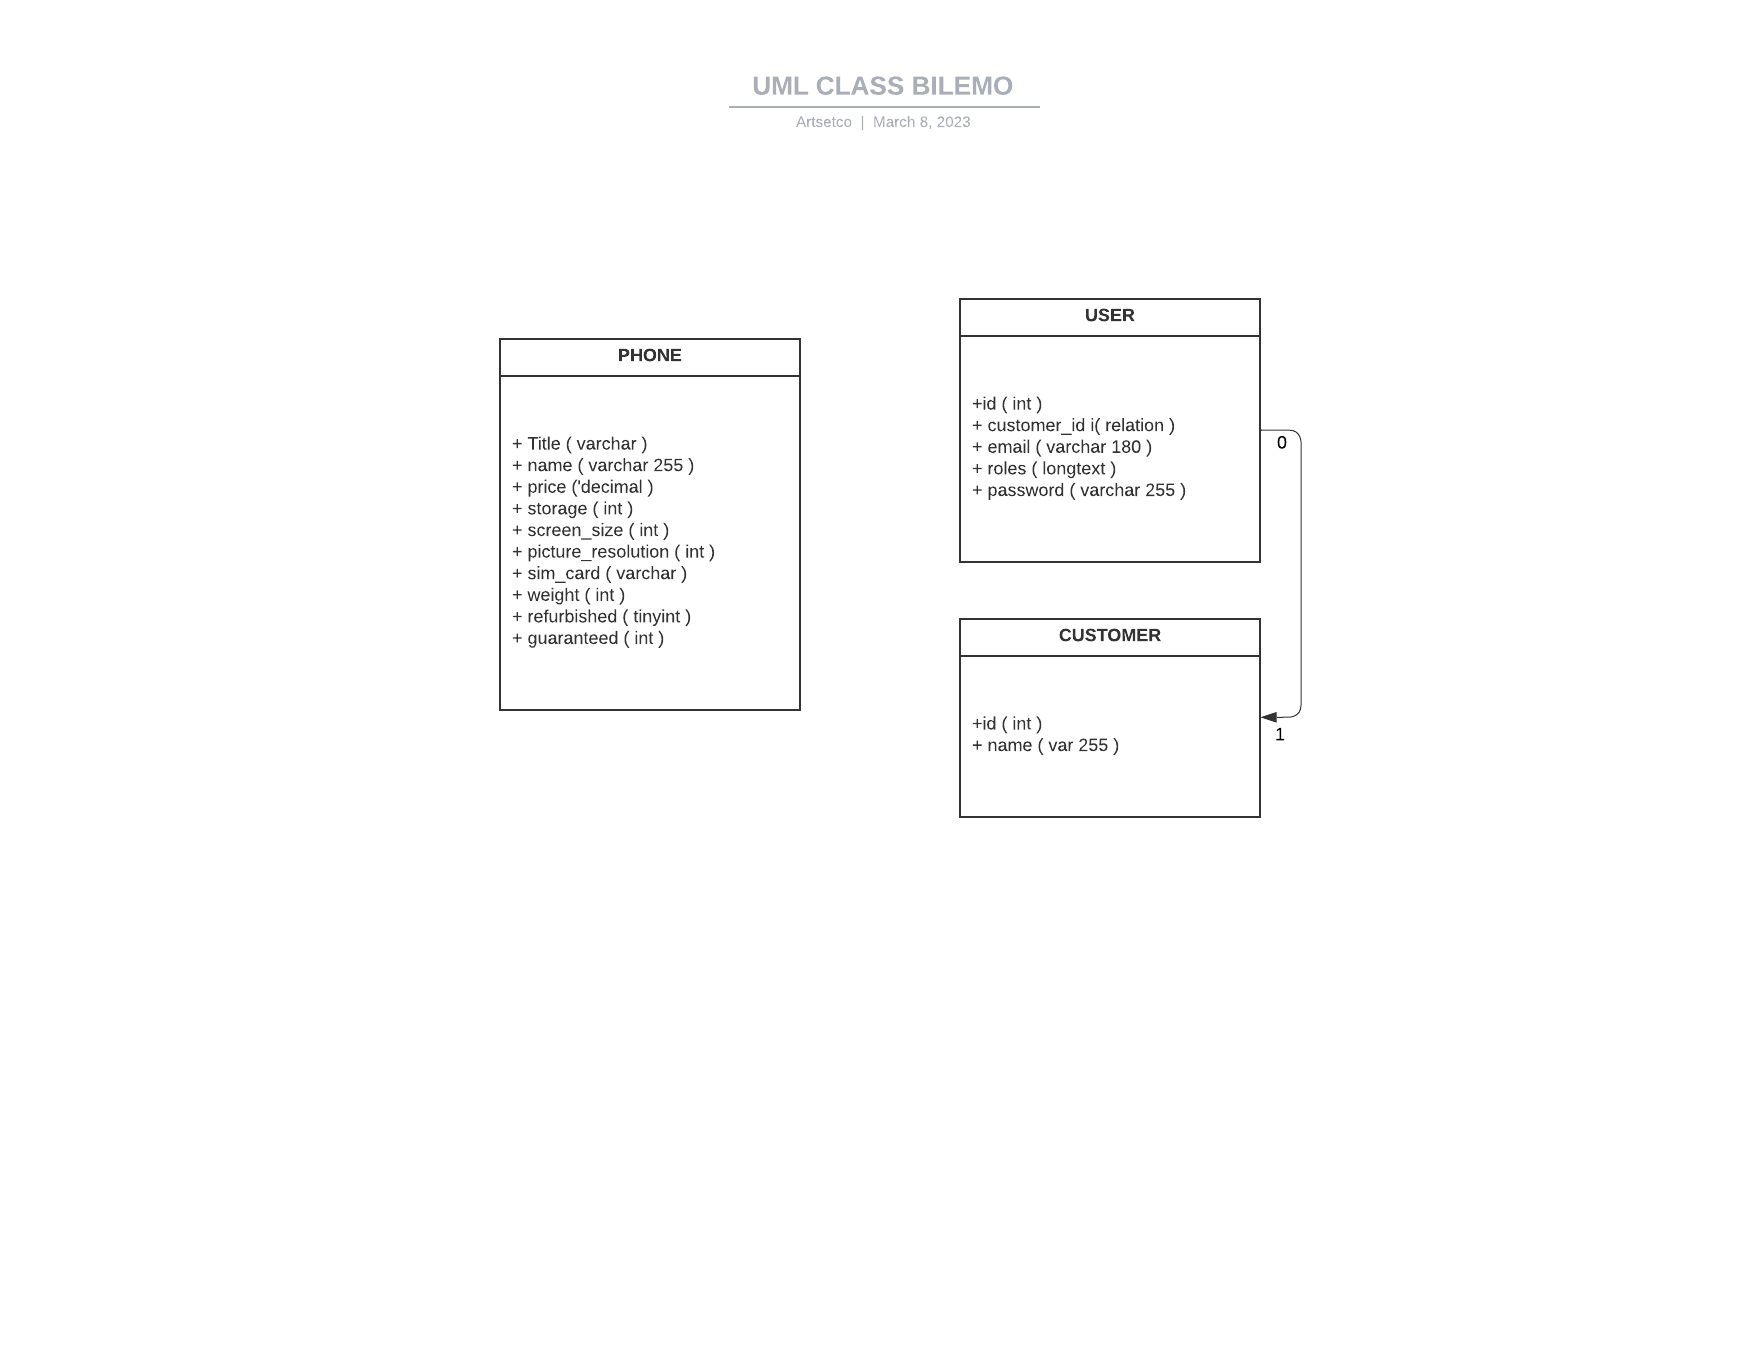 UML CLASS BILEMO
Artsetco | March 8, 2023
PHONE
+ Title ( varchar )
+ name ( varchar 255 )
+ price ('decimal )
+ storage ( int )
+ screen_size ( int )
+ picture_resolution ( int )
+ sim_card ( varchar )
+ weight ( int )
+ refurbished ( tinyint )
+ guaranteed ( int )
USER
+id ( int )
+ customer_id i( relation )
+ email ( varchar 180 )
+ roles ( longtext )
+ password ( varchar 255 )
0
CUSTOMER
+id ( int )
+ name ( var 255 )
1